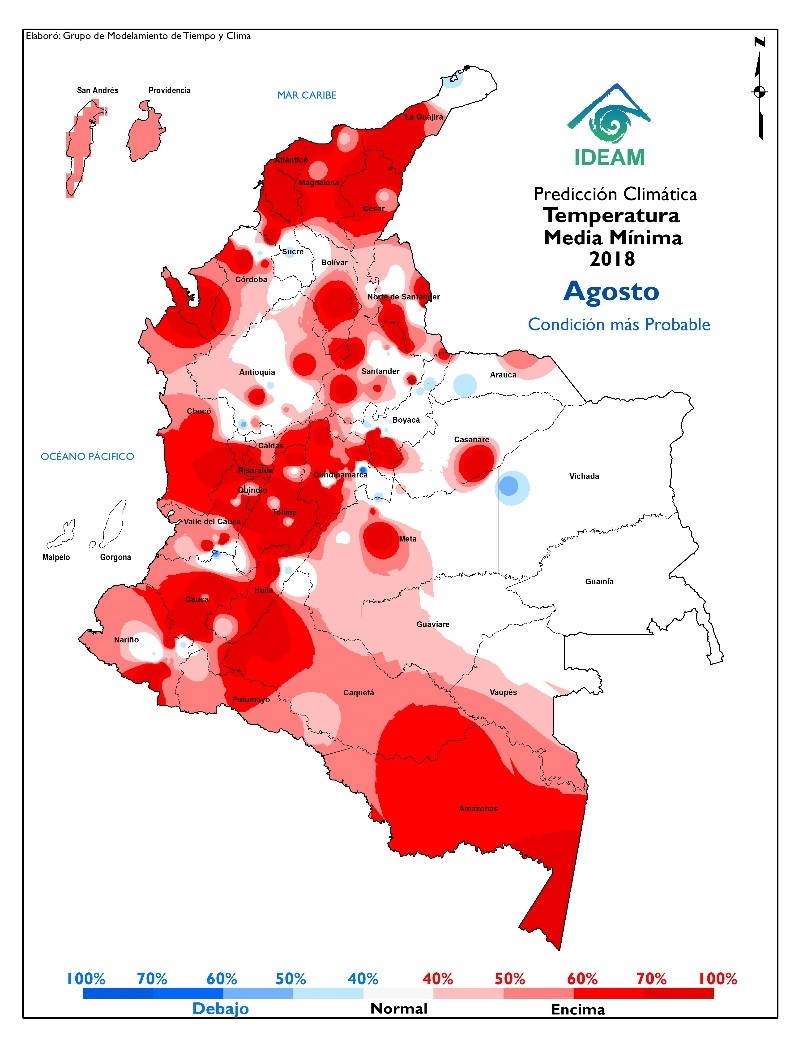 Elaboró: Grupo de Modelamiento de Tiempo y Clima
N
San Andrés
Providencia
MAR CARIBE
La Guajira
IDEAM
Atlántico
Magdalena
Cesar
Predicción Climática
Temperatura
Media Mínima
2018
Agosto
Condición más Probable
Sucre
Bolívar
Córdoba
Norte de Santander
Antioquia
Santander
Arauca
Chocó
Boyacá
Casanare
Caldas
OCÉANO PÁCIFICO
Risaralda
Cundinamarca
Vichada
Quindío
Tolima
Valle del Cauca
Meta
Malpelo
Gorgona
Guainía
Huila
Cauca
Guaviare
Nariño
Caquetá
Vaupés
Putumayo
Amazonas
100% 70% 60% 50% 40% 40% 50% 60% 100%
Debajo Normal Encima